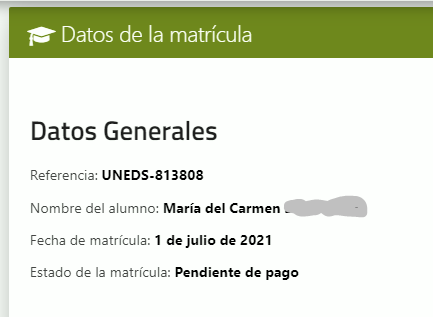 Datos de la matrícula
Datos Generales
Referencia: UNEDS-813808
Nombre del alumno: María del Carmen
Fecha de matrícula: 1 de julio de 2021
Estado de la matrícula: Pendiente de pago